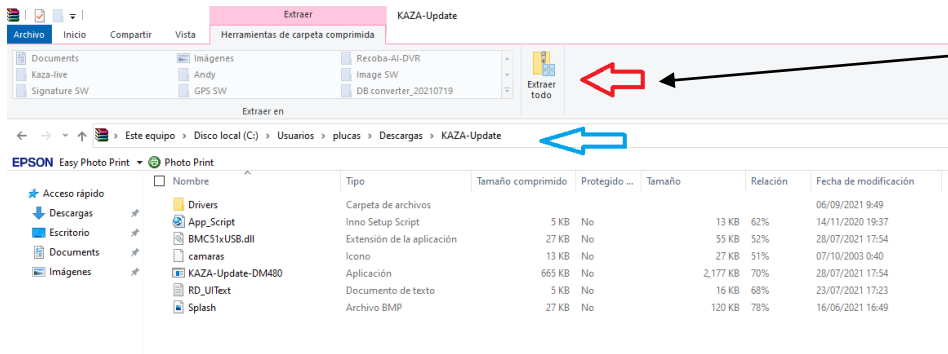 Extraer KAZA-Update
Archivo Inicio Compartir Vista Herramientas de carpeta comprimida
Documents Imágenes Recoba-AI-DVR
Kaza-live Andy Image SW
Signature SW GPS SW DB converter_20210719
Extraer
todo
Extraer en
Este equipo > Disco local (C:) > Usuarios > plucas > Descargas > KAZA-Update
EPSON Easy Photo Print Photo Print
Nombre Tipo Tamaño comprimido Protegido ... Tamaño Relación Fecha de modificación
Acceso rápido
Descargas
Escritorio
Documents
Imágenes
Drivers Carpeta de archivos 06/09/2021 9:49
App_Script Inno Setup Script 5 KB No 13 KB 62% 14/11/2020 19:37
BMC51xUSB.dll Extensión de la aplicación 27 KB No 55 KB 52% 28/07/2021 17:54
camaras Icono 13 KB No 27 KB 51% 07/10/2003 0:40
KAZA-Update-DM480 Aplicación 665 KB No 2,177 KB 70% 28/07/2021 17:54
RD_UIText Documento de texto 5 KB No 16 KB 68% 23/07/2021 17:23
Splash Archivo BMP 27 KB No 120 KB 78% 16/06/2021 16:49